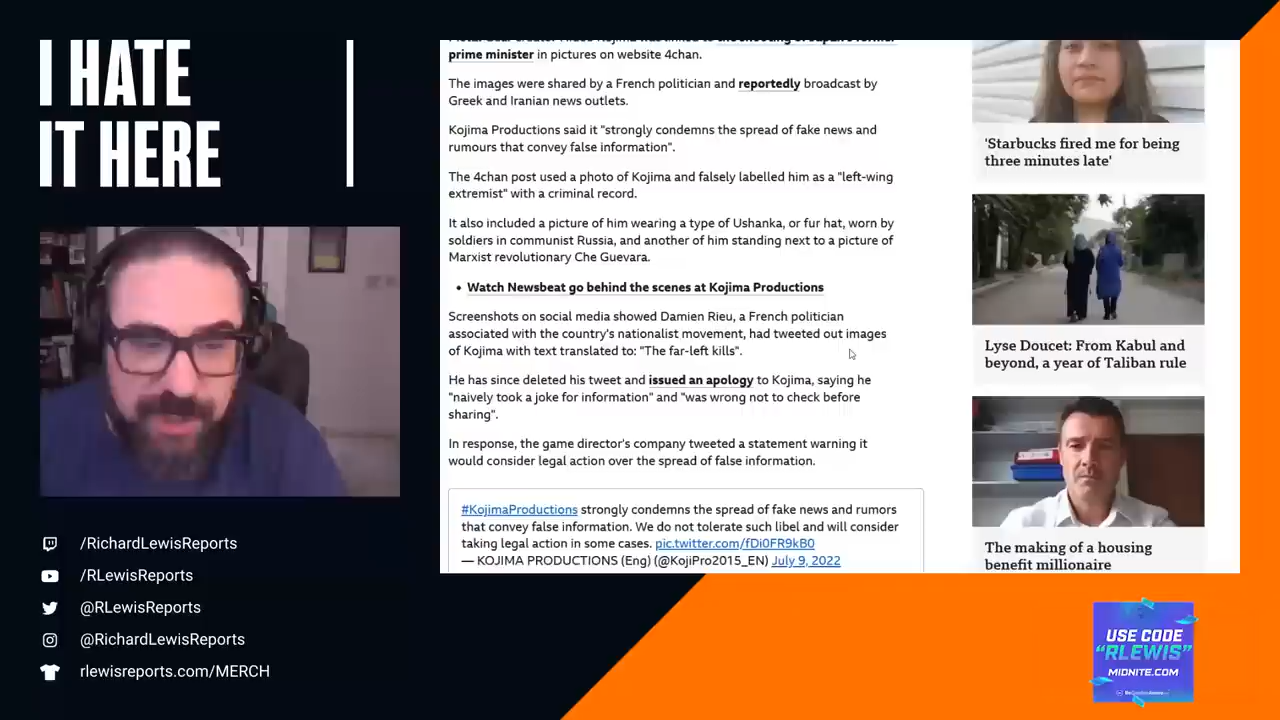 I HATE
IT HERE
/RichardLewisReports
/RLewisReports
@RLewisReports
@RichardLewisReports
rlewisreports.com/MERCH
prime minister in pictures on website 4chan.
The images were shared by a French politician and reportedly broadcast by
Greek and Iranian news outlets.
Kojima Productions said it "strongly condemns the spread of fake news and
rumours that convey false information".
The 4chan post used a photo of Kojima and falsely labelled him as a "left-wing
extremist" with a criminal record.
It also included a picture of him wearing a type of Ushanka, or fur hat, worn by
soldiers in communist Russia, and another of him standing next to a picture of
Marxist revolutionary Che Guevara.
• Watch Newsbeat go behind the scenes at Kojima Productions
Screenshots on social media showed Damien Rieu, a French politician
associated with the country's nationalist movement, had tweeted out images
of Kojima with text translated to: "The far-left kills".
He has since deleted his tweet and issued an apology to Kojima, saying he
"naively took a joke for information" and "was wrong not to check before
sharing".
In response, the game director's company tweeted a statement warning it
would consider legal action over the spread of false information.
#KojimaProductions strongly condemns the spread of fake news and rumors
that convey false information. We do not tolerate such libel and will consider
taking legal action in some cases. pic.twitter.com/fDi0FR9kB0
— KOJIMA PRODUCTIONS (Eng) (@KojiPro2015_EN) July 9, 2022
'Starbucks fired me for being
three minutes late'
Lyse Doucet: From Kabul and
beyond, a year of Taliban rule
The making of a housing
benefit millionaire
USE CODE
"RLEWIS"
MIDNITE.COM